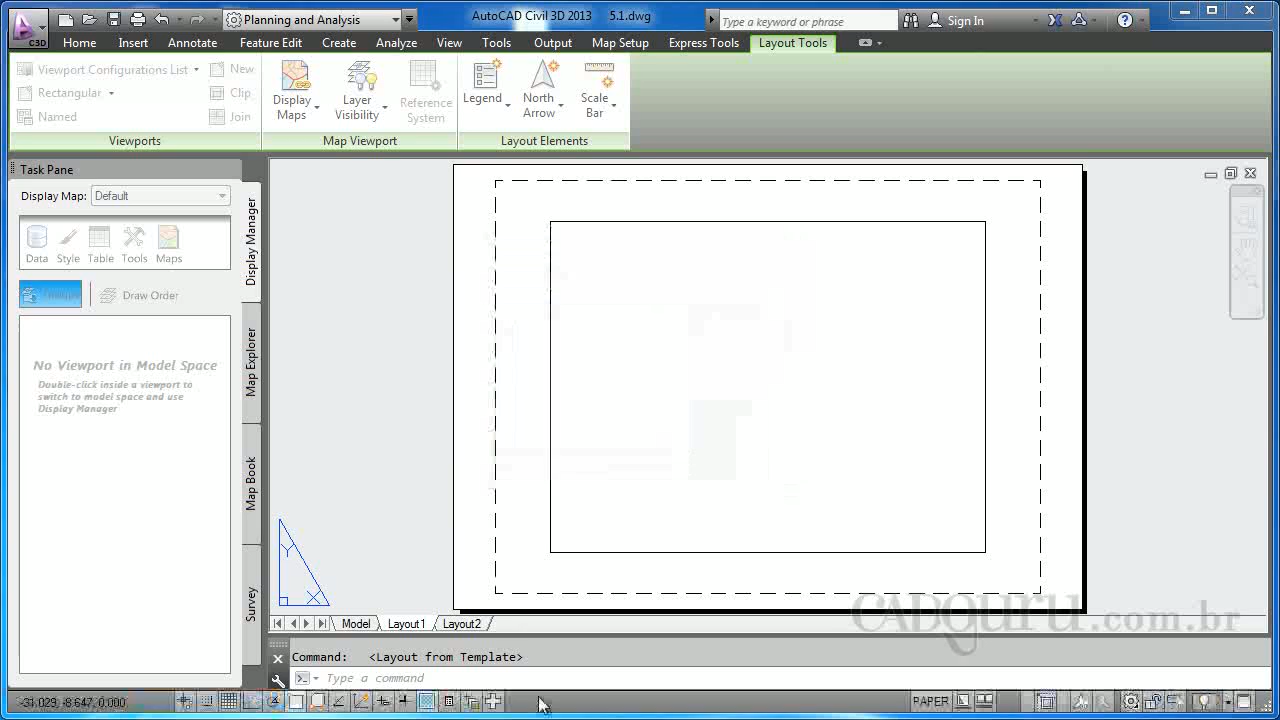 Planning and Analysis
AutoCAD Civil 3D 2013 5.1.dwg
Type a keyword or phrase
Sign In
C3D
Home Insert Annotate Feature Edit Create Analyze View Tools Output Map Setup Express Tools Layout Tools
Viewport Configurations List
New
Rectangular
Clip
Named
Join
Viewports
Display Maps
Layer Visibility
Reference System
Map Viewport
Legend
North Arrow
Scale Bar
Layout Elements
Task Pane
Display Map: Default
Data Style Table Tools Maps
Draw Order
No Viewport in Model Space
Double-click inside a viewport to
switch to model space and use
Display Manager
Display Manager
Map Explorer
Map Book
Survey
Y
X
Model Layout1 Layout2
CADGURU.com.br
Command: <Layout from Template>
Type a command
-31.029, -8.647, 0.000
PAPER